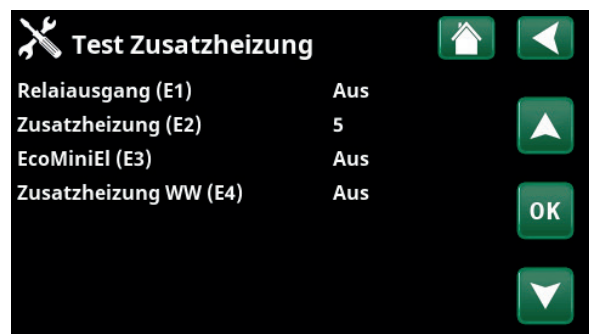 Test Zusatzheizung
Relaiausgang (E1) Aus
Zusatzheizung (E2) 5
EcoMiniEl (E3) Aus
Zusatzheizung WW (E4) Aus
OK